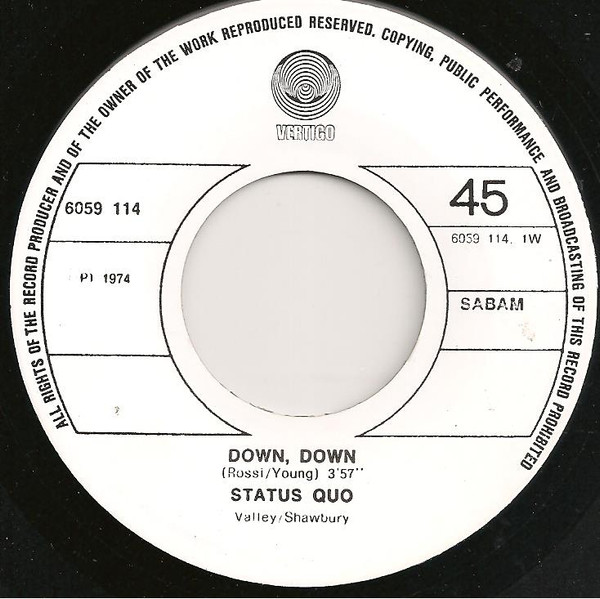 ALL RIGHTS OF THE RECORD PRODUCER AND OF THE OWNER OF THE WORK REPRODUCED RESERVED. COPYING, PUBLIC PERFORMANCE AND BROADCASTING OF THIS RECORD PROHIBITED
VERTIGO
6059 114
45
6059 114. 1W
1974
SABAM
DOWN, DOWN
(Rossi/Young) 3'57''
STATUS QUO
Valley/Shawbury